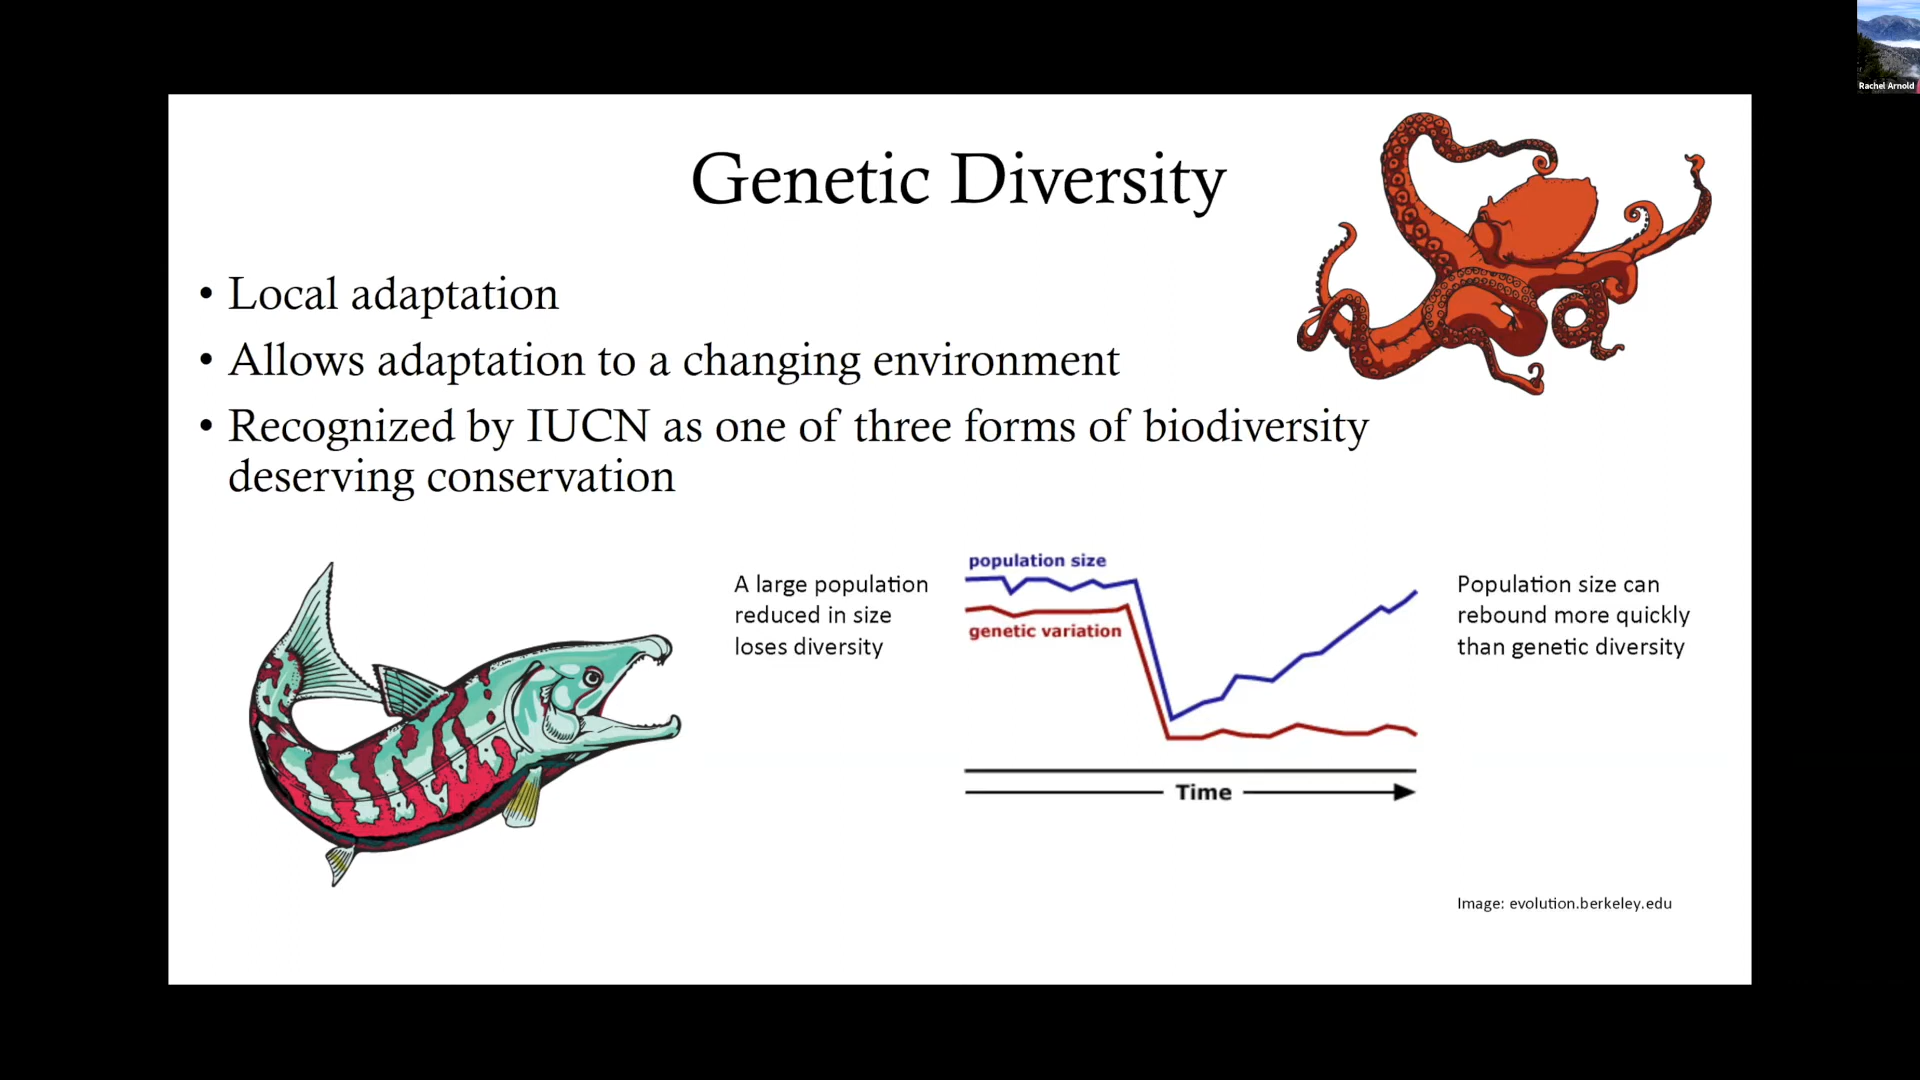 Rachel Arnold
Genetic Diversity
• Local adaptation
• Allows adaptation to a changing environment
• Recognized by IUCN as one of three forms of biodiversity
deserving conservation
A large population
reduced in size
loses diversity
population size
genetic variation
Time
Population size can
rebound more quickly
than genetic diversity
Image: evolution.berkeley.edu